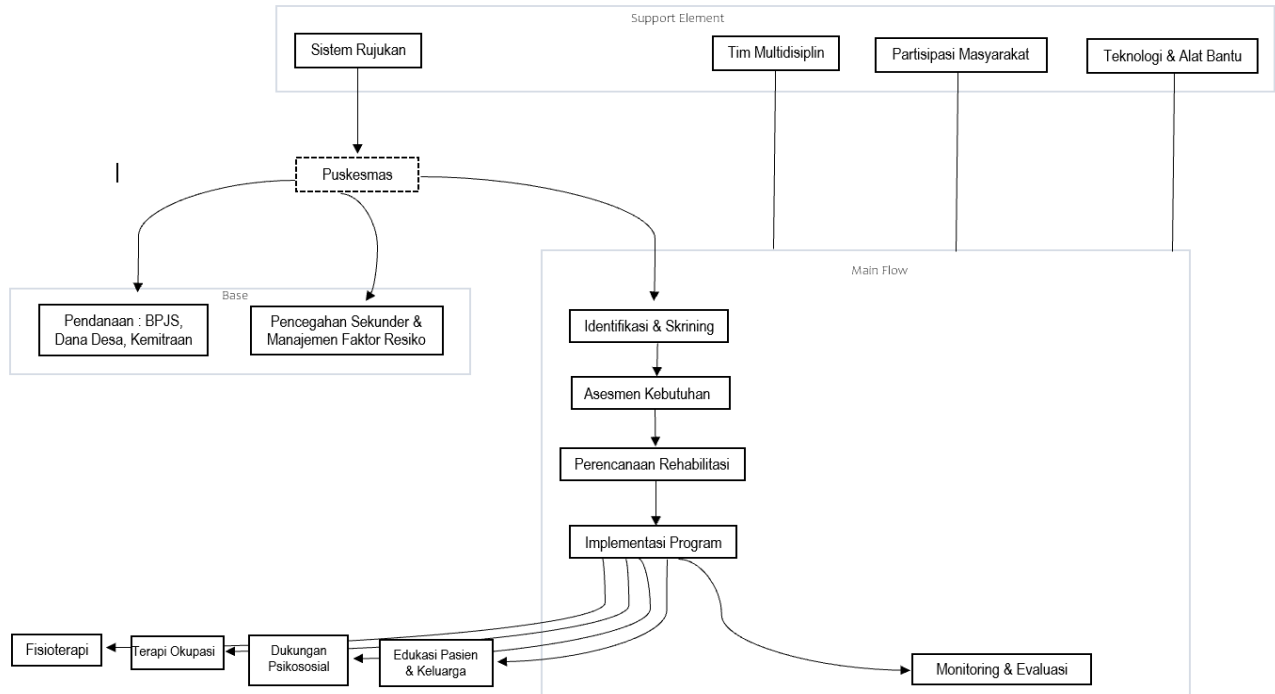 Support Element
Sistem Rujukan
Tim Multidisiplin
Partisipasi Masyarakat
Teknologi & Alat Bantu
Puskesmas
Base
Pendanaan : BPJS,
Dana Desa, Kemitraan
Pencegahan Sekunder &
Manajemen Faktor Resiko
Main Flow
Identifikasi & Skrining
Asesmen Kebutuhan
Perencanaan Rehabilitasi
Implementasi Program
Fisioterapi
Terapi Okupasi
Dukungan
Psikososial
Edukasi Pasien
& Keluarga
Monitoring & Evaluasi